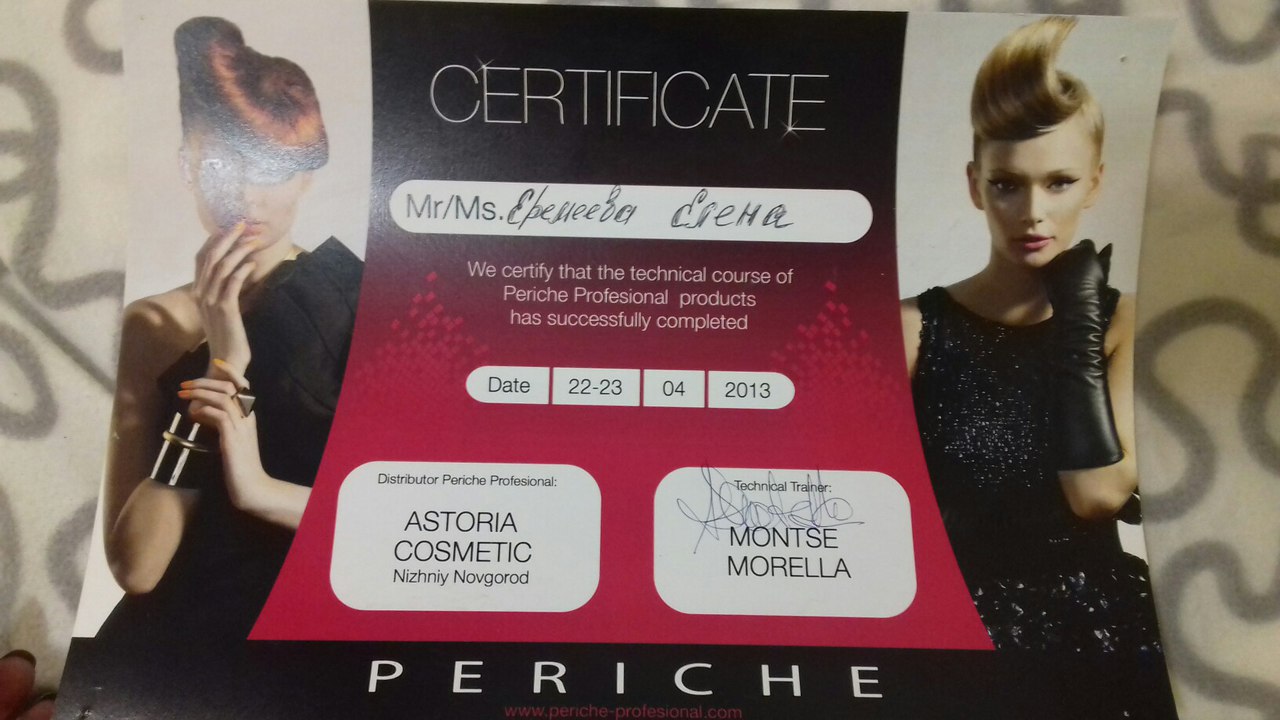 CERTIFICATE
Mr/Ms. Еремеева Елена
We certify that the technical course of
Periche Profesional products
has successfully completed
Date 22-23 04 2013
Distributor Periche Profesional:
ASTORIA
COSMETIC
Nizhniy Novgorod
Technical Trainer:
MONTSE
MORELLA
PERICHE
www.periche-profesional.com